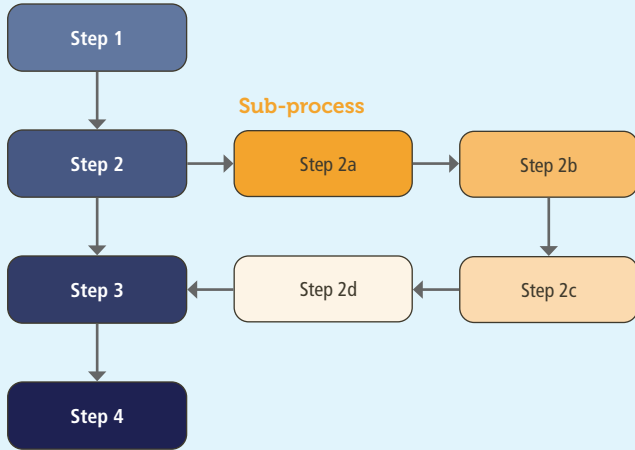 Step 1
Sub-process
Step 2
Step 2a
Step 2b
Step 3
Step 2d
Step 2c
Step 4